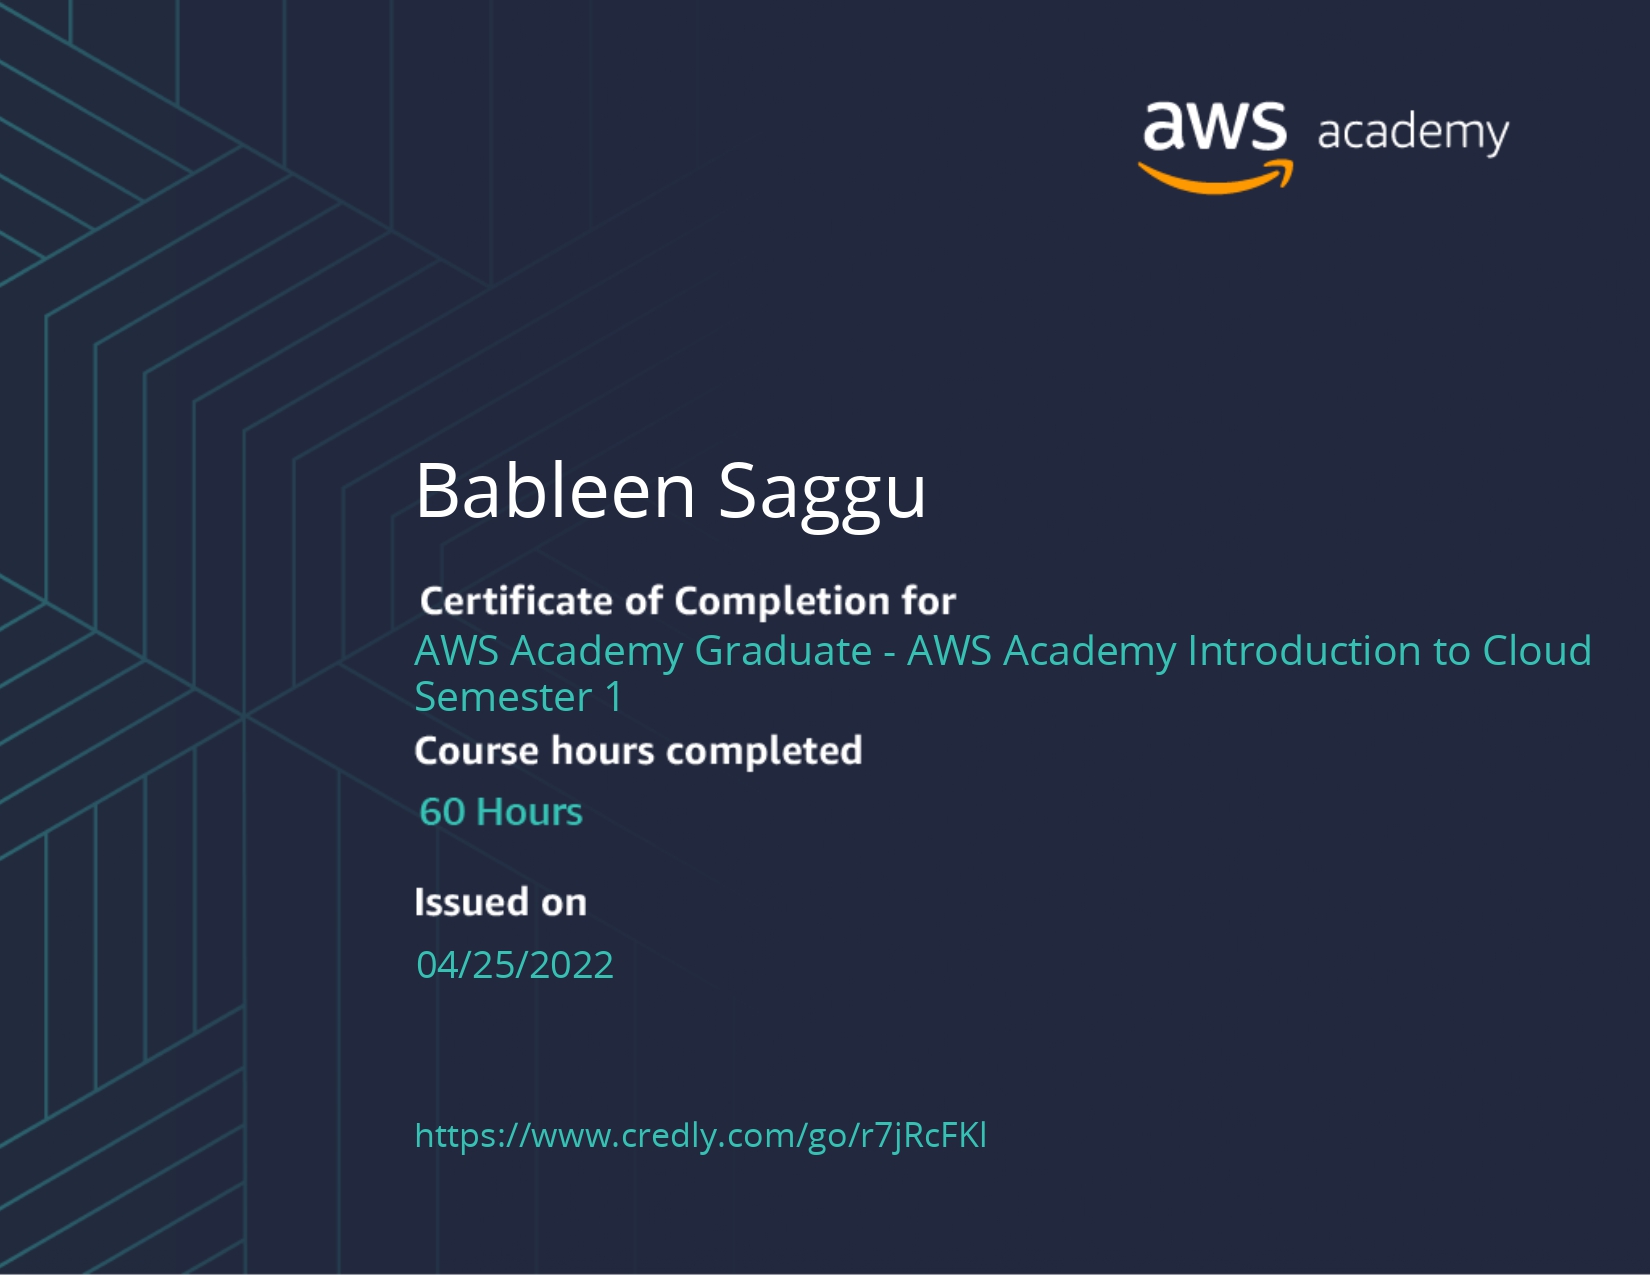 aws academy
Bableen Saggu
Certificate of Completion for
AWS Academy Graduate - AWS Academy Introduction to Cloud
Semester 1
Course hours completed
60 Hours
Issued on
04/25/2022
https://www.credly.com/go/r7jRcFKl